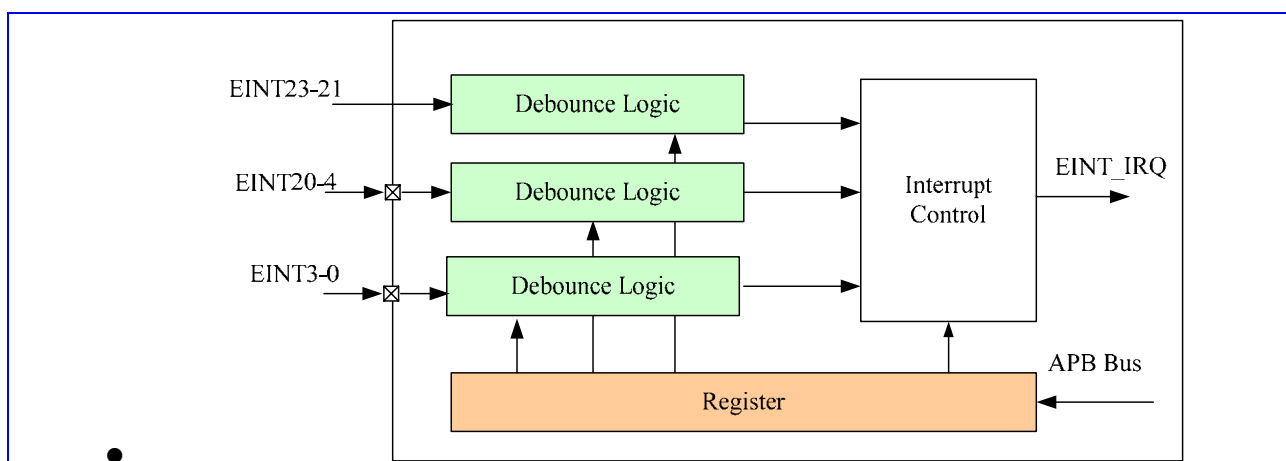 EINT23-21
Debounce Logic
EINT20-4
Debounce Logic
Interrupt
Control
EINT_IRQ
EINT3-0
Debounce Logic
APB Bus
Register